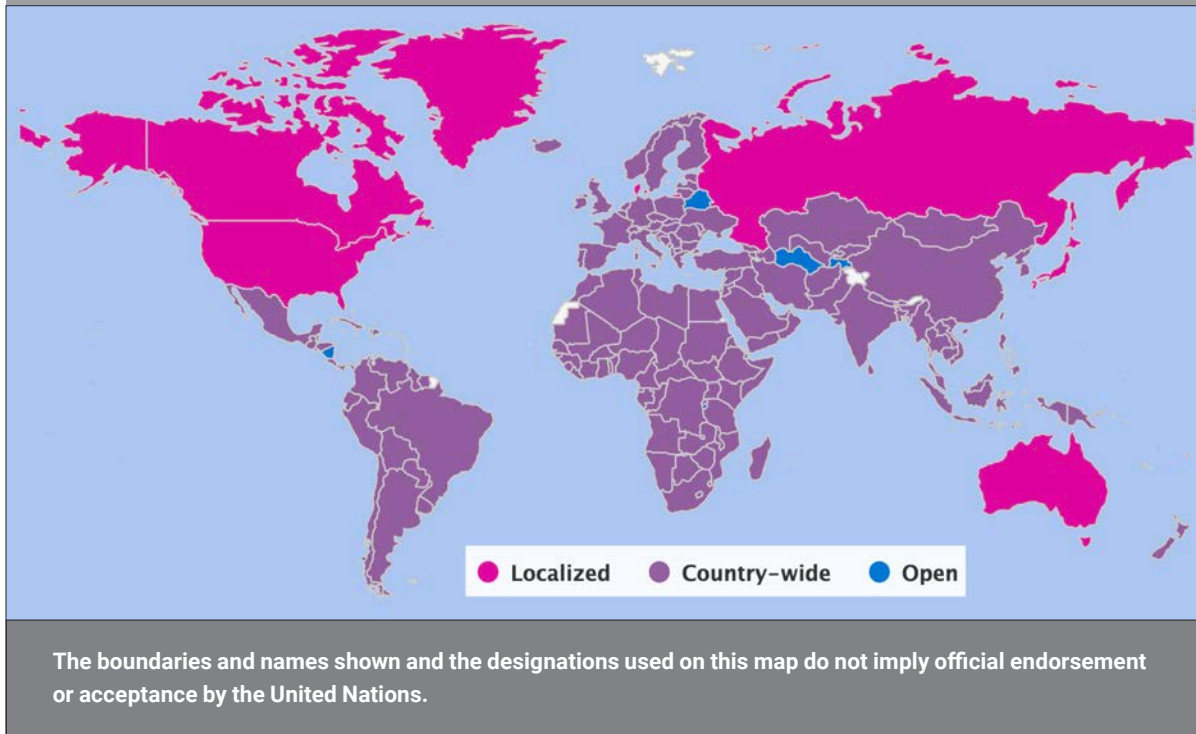 Localized Country-wide Open
The boundaries and names shown and the designations used on this map do not imply official endorsement
or acceptance by the United Nations.